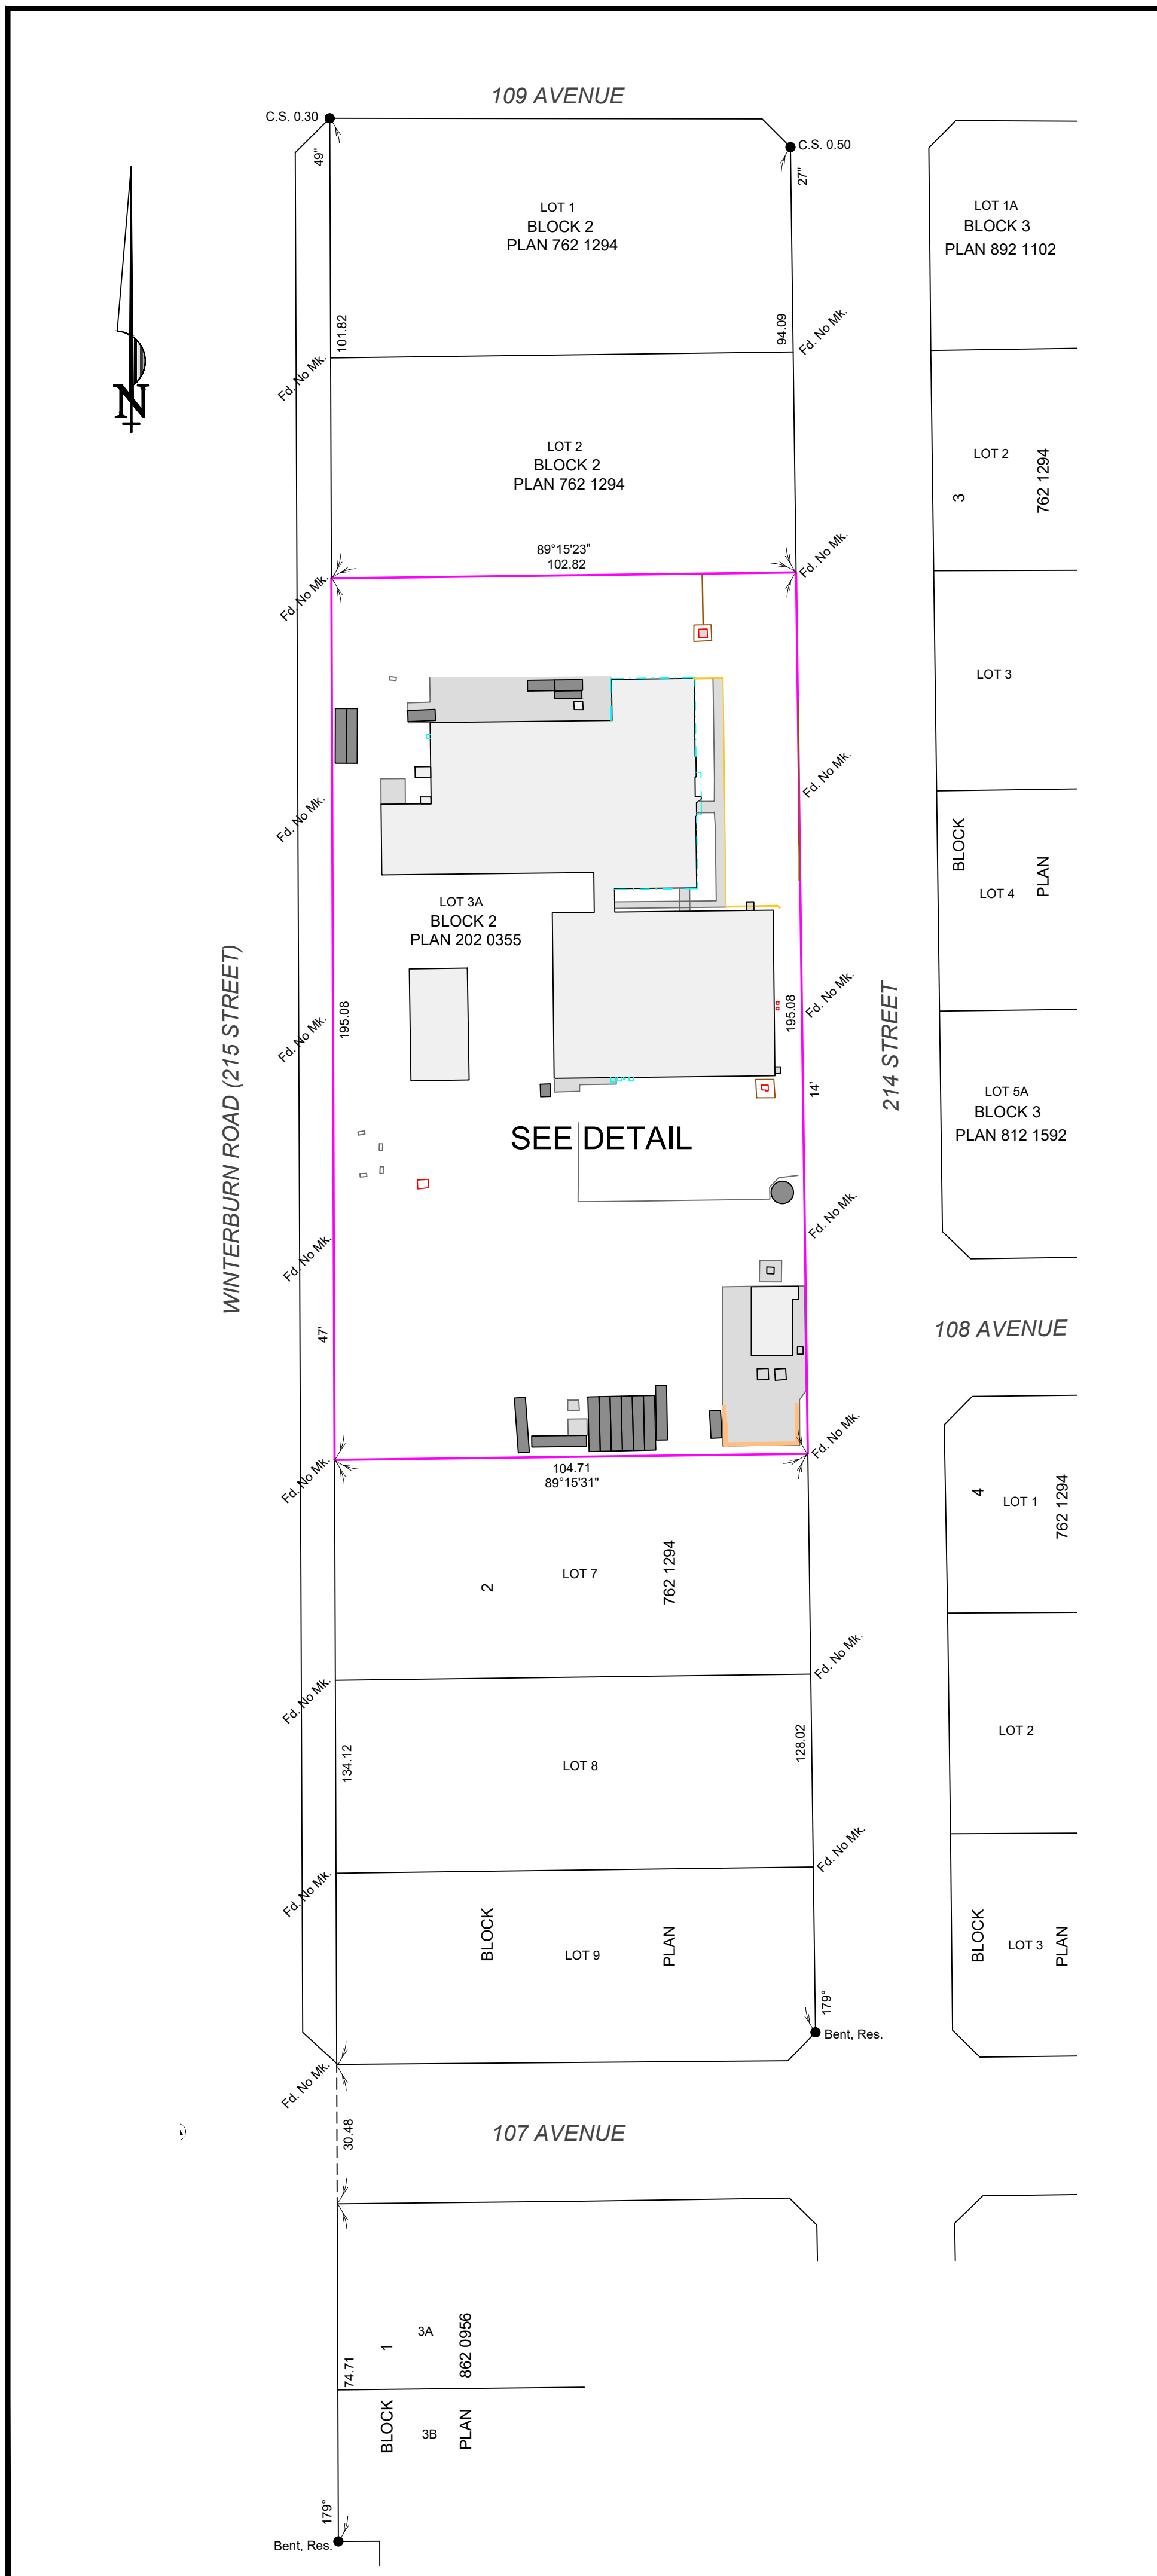 109 AVENUE
C.S. 0.30
C.S. 0.50
49"
27"
LOT 1
BLOCK 2
PLAN 762 1294
LOT 1A
BLOCK 3
PLAN 892 1102
101.82
94.09
Fd. No Mk.
Fd. No Mk.
N
LOT 2
BLOCK 2
PLAN 762 1294
LOT 2
3
762 1294
89°15'23"
102.82
Fd. No Mk.
Fd. No Mk.
LOT 3
Fd. No Mk.
Fd. No Mk.
BLOCK
LOT 4
PLAN
LOT 3A
BLOCK 2
PLAN 202 0355
WINTERBURN ROAD (215 STREET)
195.08
Fd. No Mk.
195.08
Fd. No Mk.
214 STREET
14'
LOT 5A
BLOCK 3
PLAN 812 1592
SEE DETAIL
Fd. No Mk.
Fd. No Mk.
47'
108 AVENUE
Fd. No Mk.
Fd. No Mk.
104.71
89°15'31"
4
LOT 1
762 1294
2
LOT 7
762 1294
Fd. No Mk.
Fd. No Mk.
134.12
128.02
LOT 8
LOT 2
Fd. No Mk.
Fd. No Mk.
BLOCK
LOT 9
PLAN
BLOCK
LOT 3
PLAN
179°
Bent, Res.
Fd. No Mk.
30.48
107 AVENUE
1
3A
862 0956
74.71
BLOCK
3B
PLAN
179°
Bent, Res.